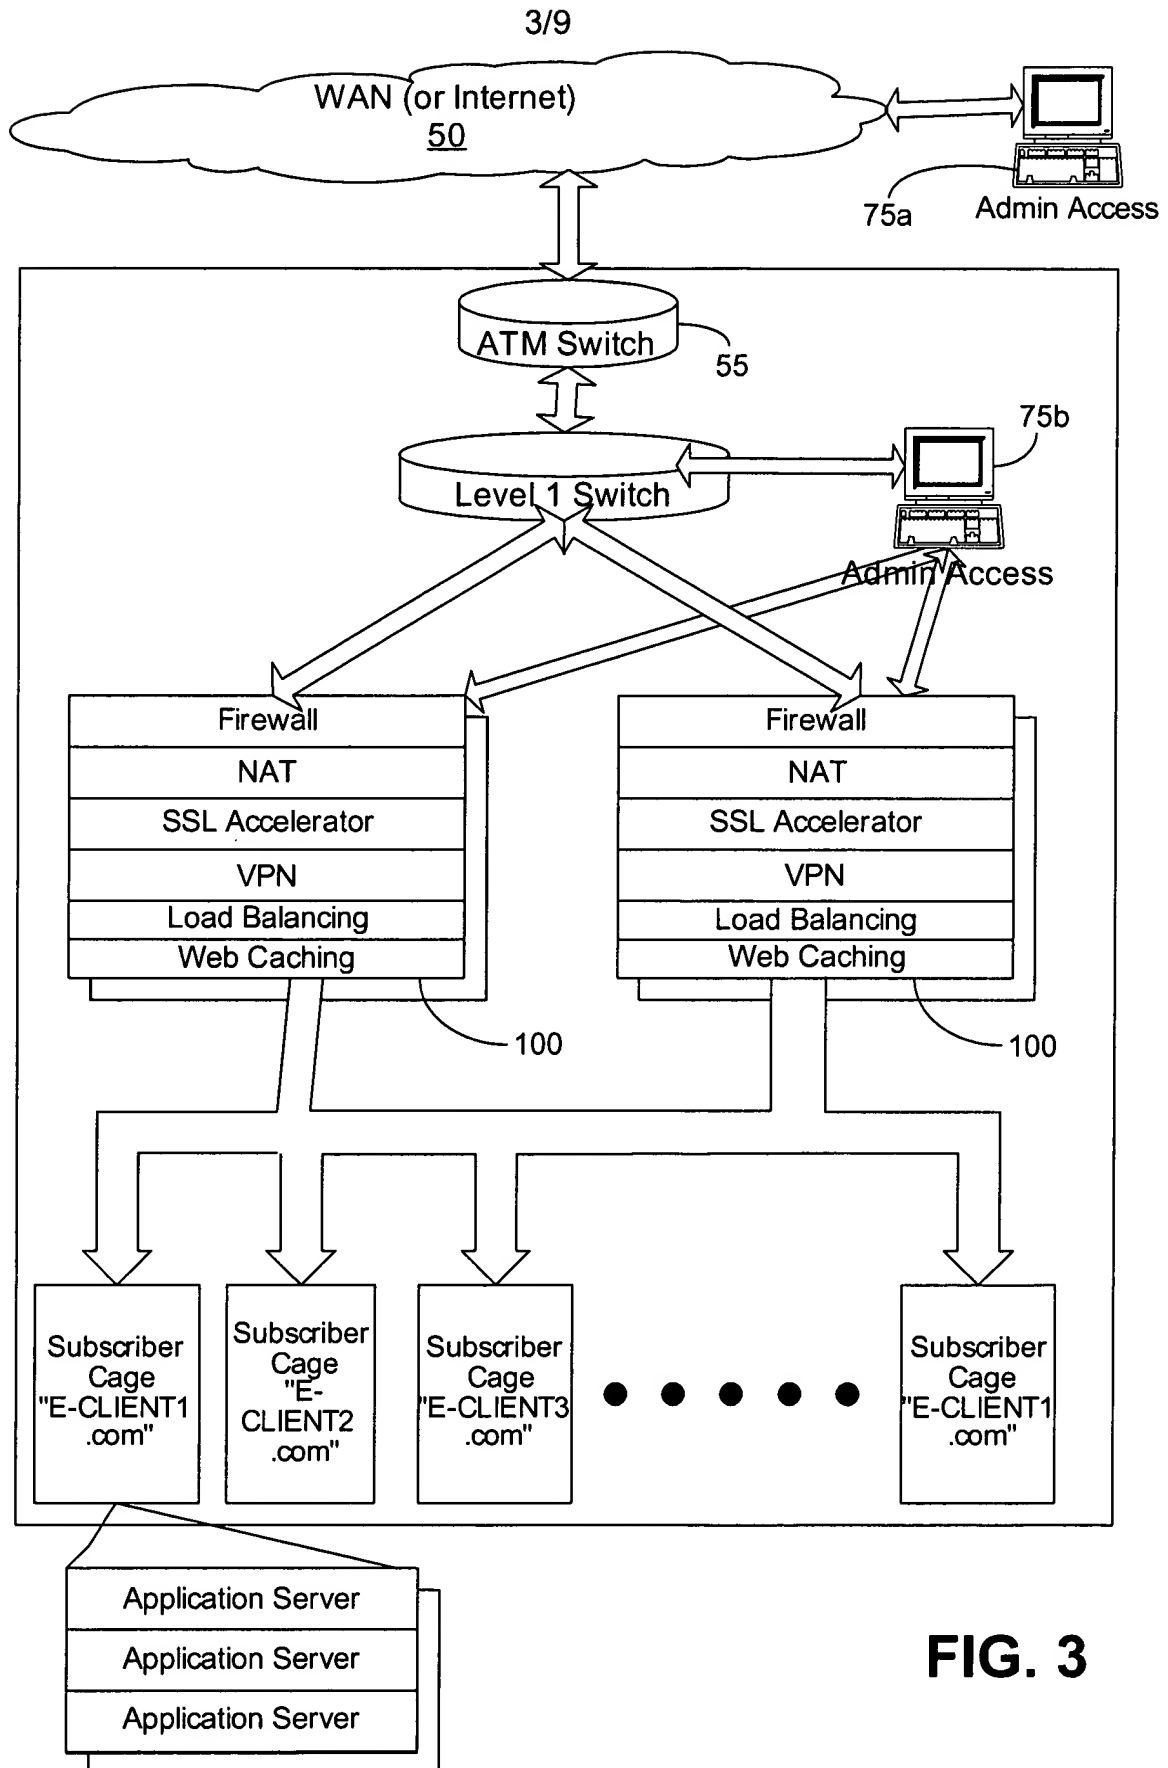 3/9
WAN (or Internet)
50
75a
Admin Access
ATM Switch
55
75b
Level 1 Switch
Admin Access
Firewall
NAT
SSL Accelerator
VPN
Load Balancing
Web Caching
100
Firewall
NAT
SSL Accelerator
VPN
Load Balancing
Web Caching
100
Subscriber
Cage
"E-CLIENT1
.com"
Subscriber
Cage
"E-
CLIENT2
.com"
Subscriber
Cage
"E-CLIENT3
.com"
Subscriber
Cage
"E-CLIENT1
.com"
Application Server
Application Server
Application Server
FIG. 3